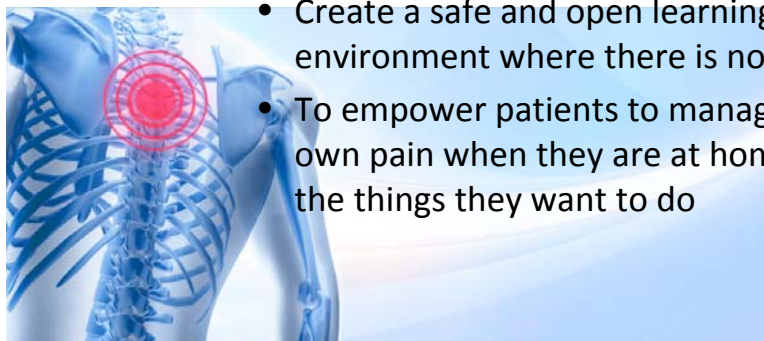 • Create a safe and open learning
environment where there is no
• To empower patients to manag
own pain when they are at hom
the things they want to do